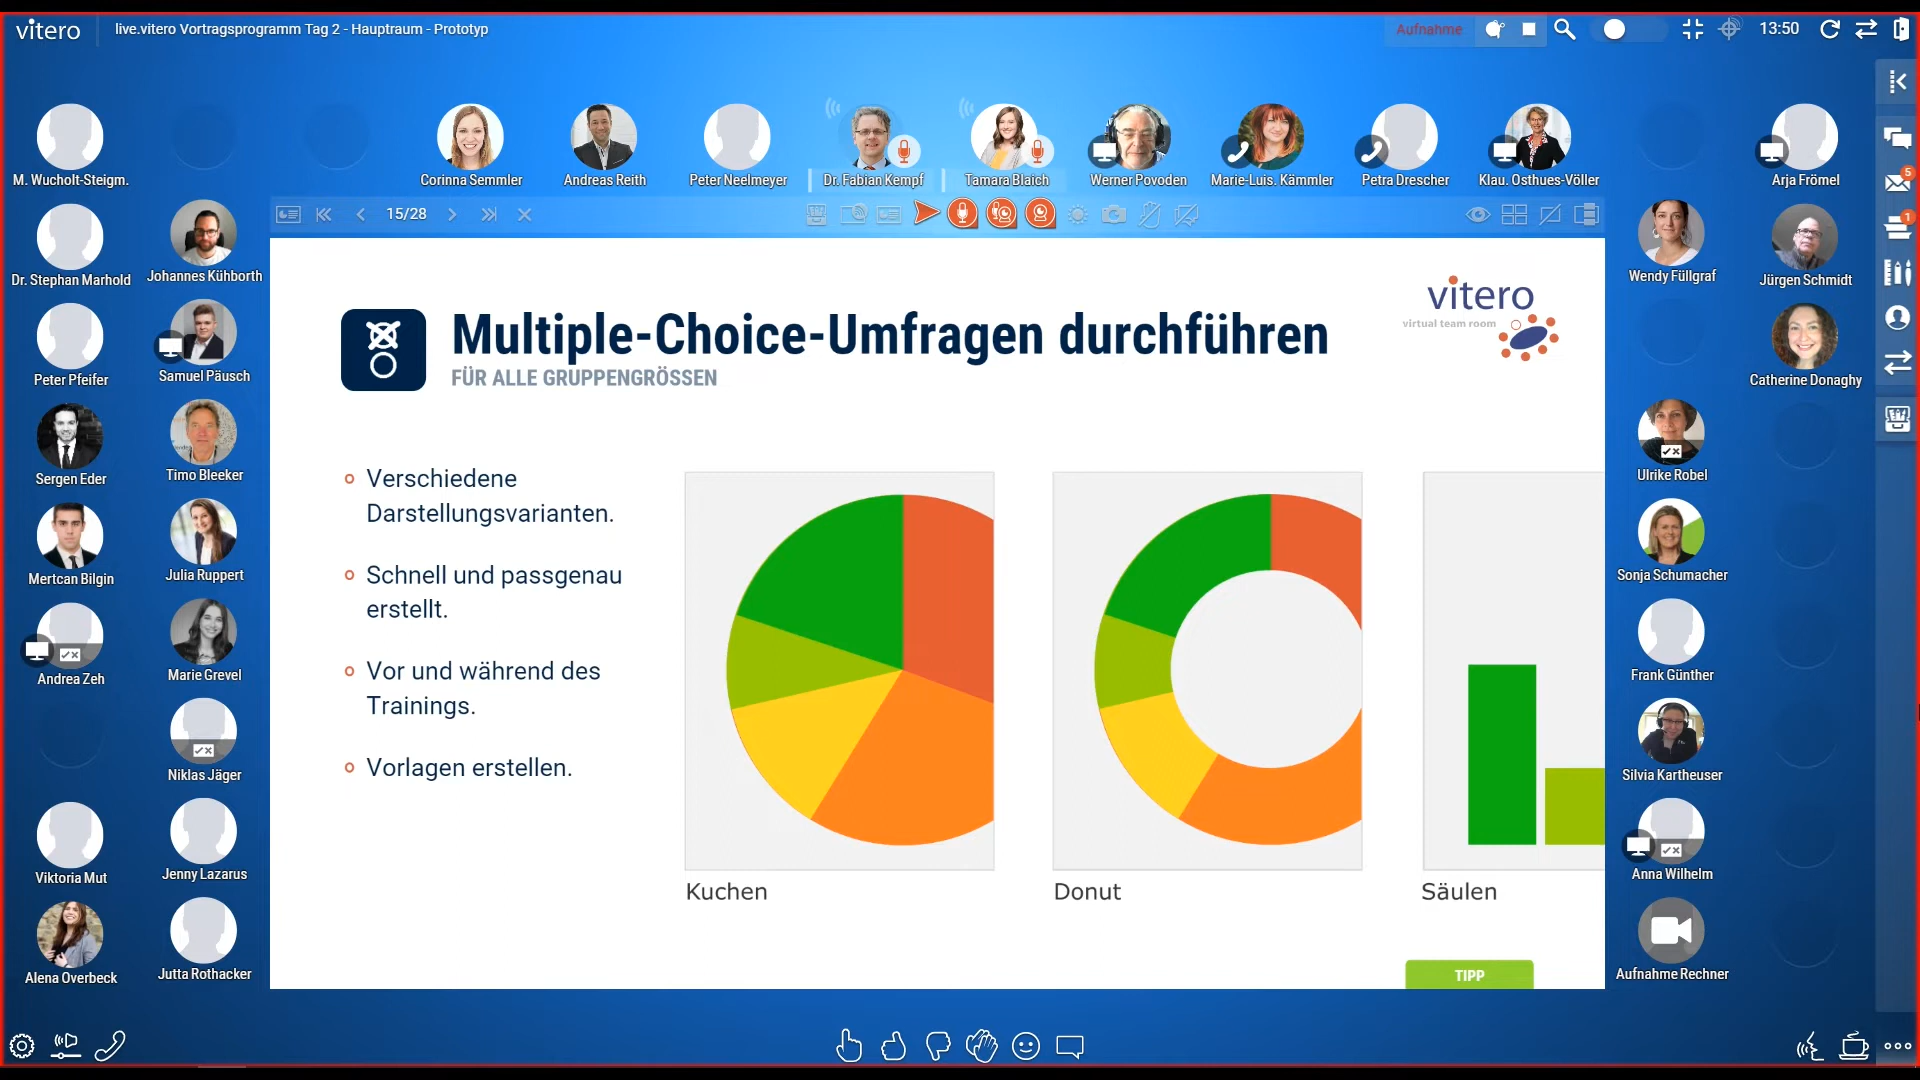 vitero
live.vitero Vortragsprogramm Tag 2 - Hauptraum - Prototyp
Aufnahme
13:50
M. Wucholt-Steigm.
Corinna Semmler
Andreas Reith
Peter Neelmeyer
Dr. Fabian Kempf
Tamara Blaich
Werner Povoden
Marie-Luis. Kämmler
Petra Drescher
Klau. Osthues-Völler
Arja Frömel
5
15/28
1
Dr. Stephan Marhold
Johannes Kühborth
Wendy Füllgraf
Jürgen Schmidt
vitero
virtual team room
Multiple-Choice-Umfragen durchführen
FÜR ALLE GRUPPENGRÖSSEN
Peter Pfeifer
Samuel Päusch
Catherine Donaghy
Verschiedene
Darstellungsvarianten.
Schnell und passgenau
erstellt.
Vor und während des
Trainings.
Vorlagen erstellen.
Kuchen
Donut
Säulen
TIPP
Sergen Eder
Timo Bleeker
Ulrike Robel
Mertcan Bilgin
Julia Ruppert
Sonja Schumacher
Andrea Zeh
Marie Grevel
Frank Günther
Niklas Jäger
Silvia Kartheuser
Viktoria Mut
Jenny Lazarus
Anna Wilhelm
Alena Overbeck
Jutta Rothacker
Aufnahme Rechner